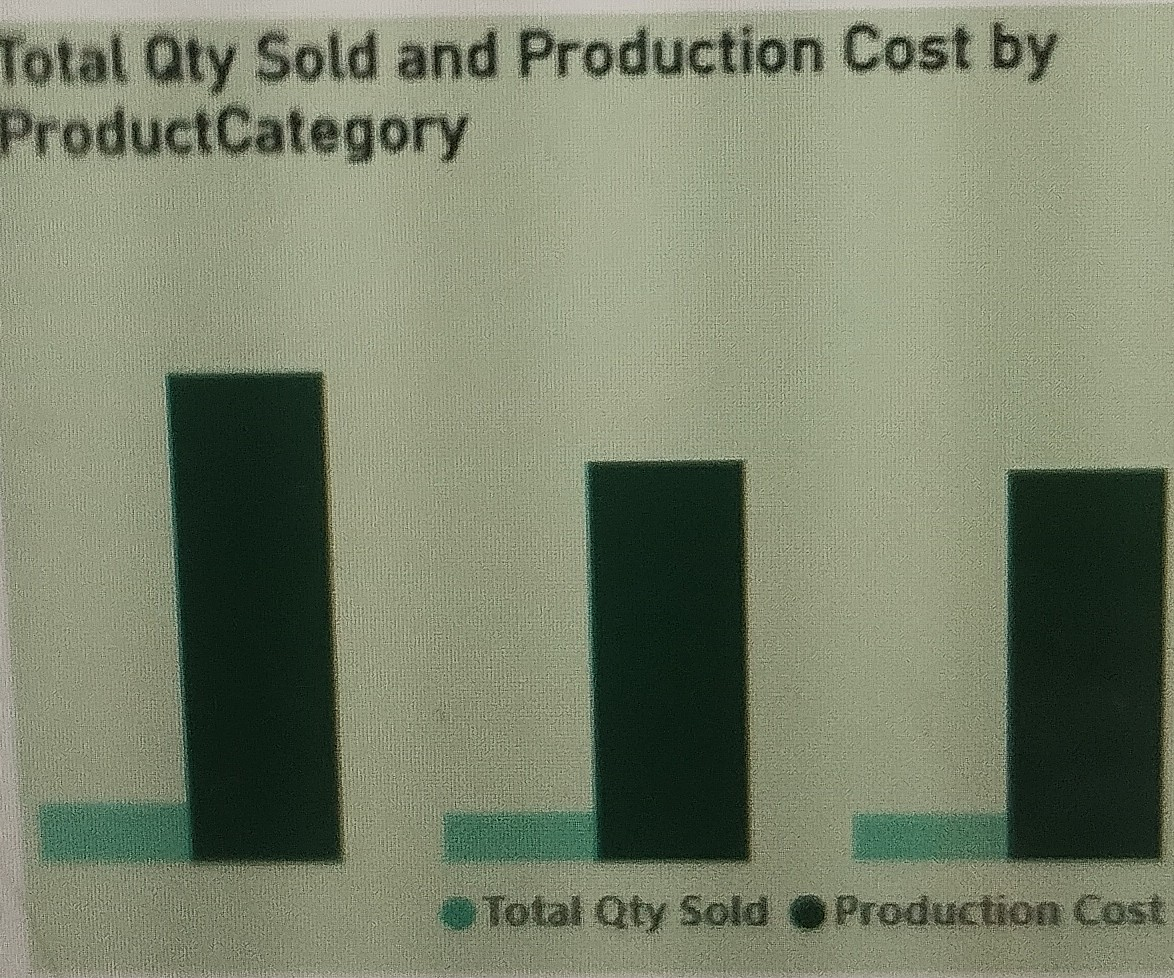 Total Qty Sold and Production Cost by
ProductCategory
Total Qty Sold Production Cost